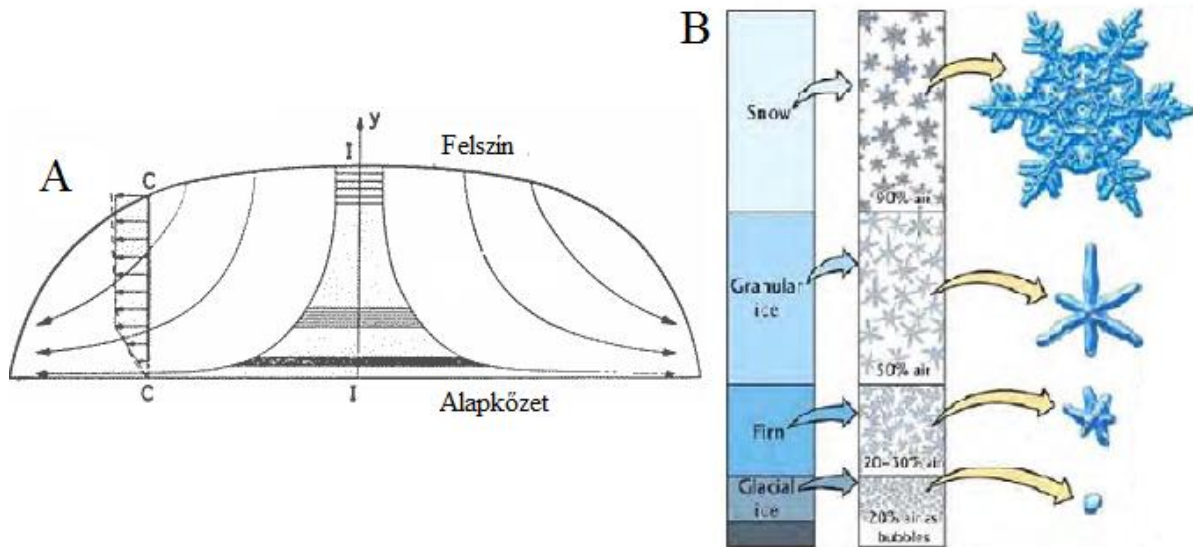 A
y
I
Felszín
C
C
I
Alapkőzet
B
Snow
90% air
Granular
ice
50% air
Firn
20-30% air
Glacial
ice
20% air as
bubbles